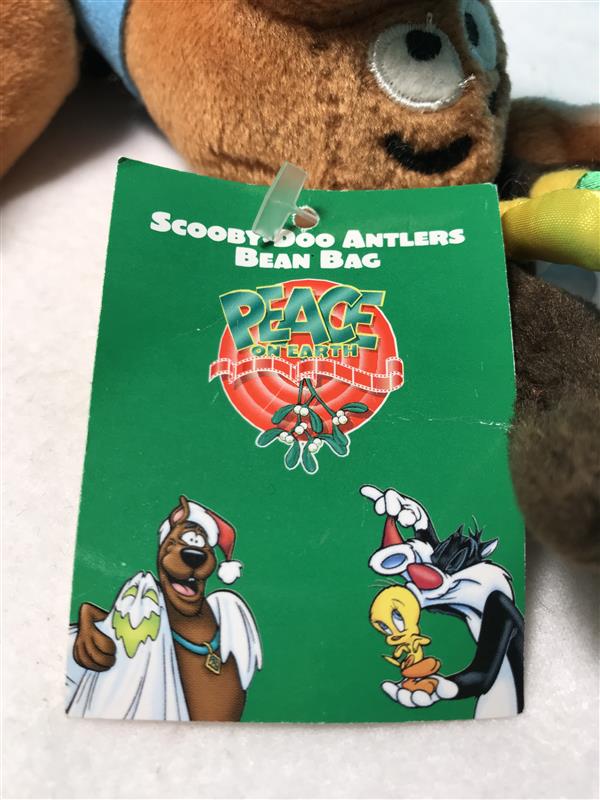 SCOOBY-DOO ANTLERS
BEAN BAG
PEACE
ON EARTH